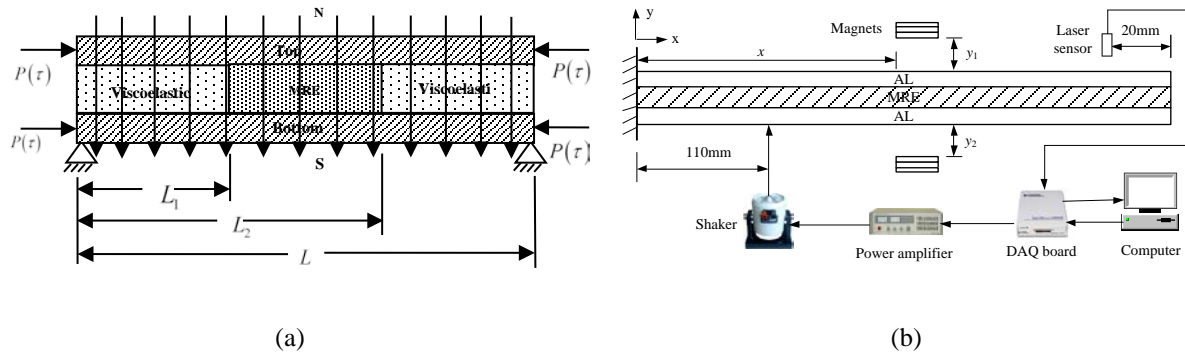 N
Top
P(τ)
P(τ)
Viscoelastic
MRE
Viscoelasti
Bottom
P(τ)
P(τ)
S
L₁
L₂
L
(a)
y
x
Magnets
Laser
sensor
20mm
x
y₁
AL
MRE
AL
y₂
110mm
Shaker
Power amplifier
DAQ board
Computer
(b)